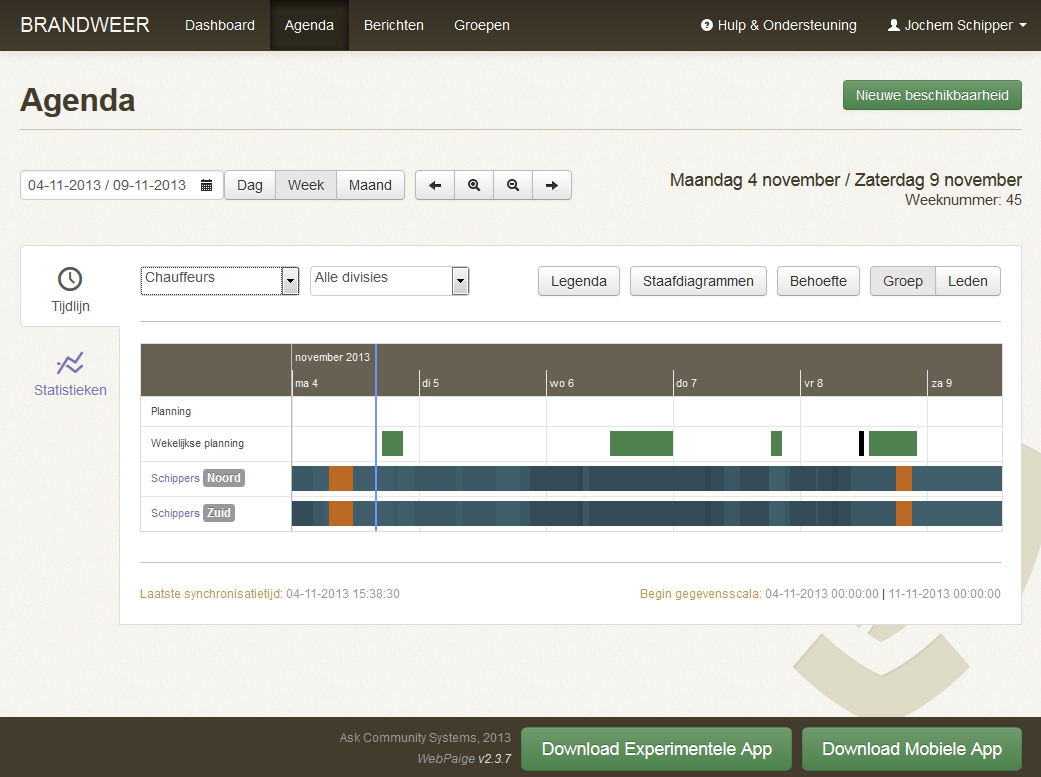 BRANDWEER Dashboard Agenda Berichten Groepen Hulp & Ondersteuning Jochem Schipper
Agenda
Nieuwe beschikbaarheid
04-11-2013 / 09-11-2013 Dag Week Maand
Maandag 4 november / Zaterdag 9 november
Weeknummer: 45
Tijdlijn
Statistieken
Chauffeurs Alle divisies Legenda Staafdiagrammen Behoefte Groep Leden
november 2013
ma 4 di 5 wo 6 do 7 vr 8 za 9
Planning
Wekelijkse planning
Schippers Noord
Schippers Zuid
Laatste synchronisatietijd: 04-11-2013 15:38:30
Begin gegevensscala: 04-11-2013 00:00:00 | 11-11-2013 00:00:00
Ask Community Systems, 2013
WebPaige v2.3.7
Download Experimentele App
Download Mobiele App